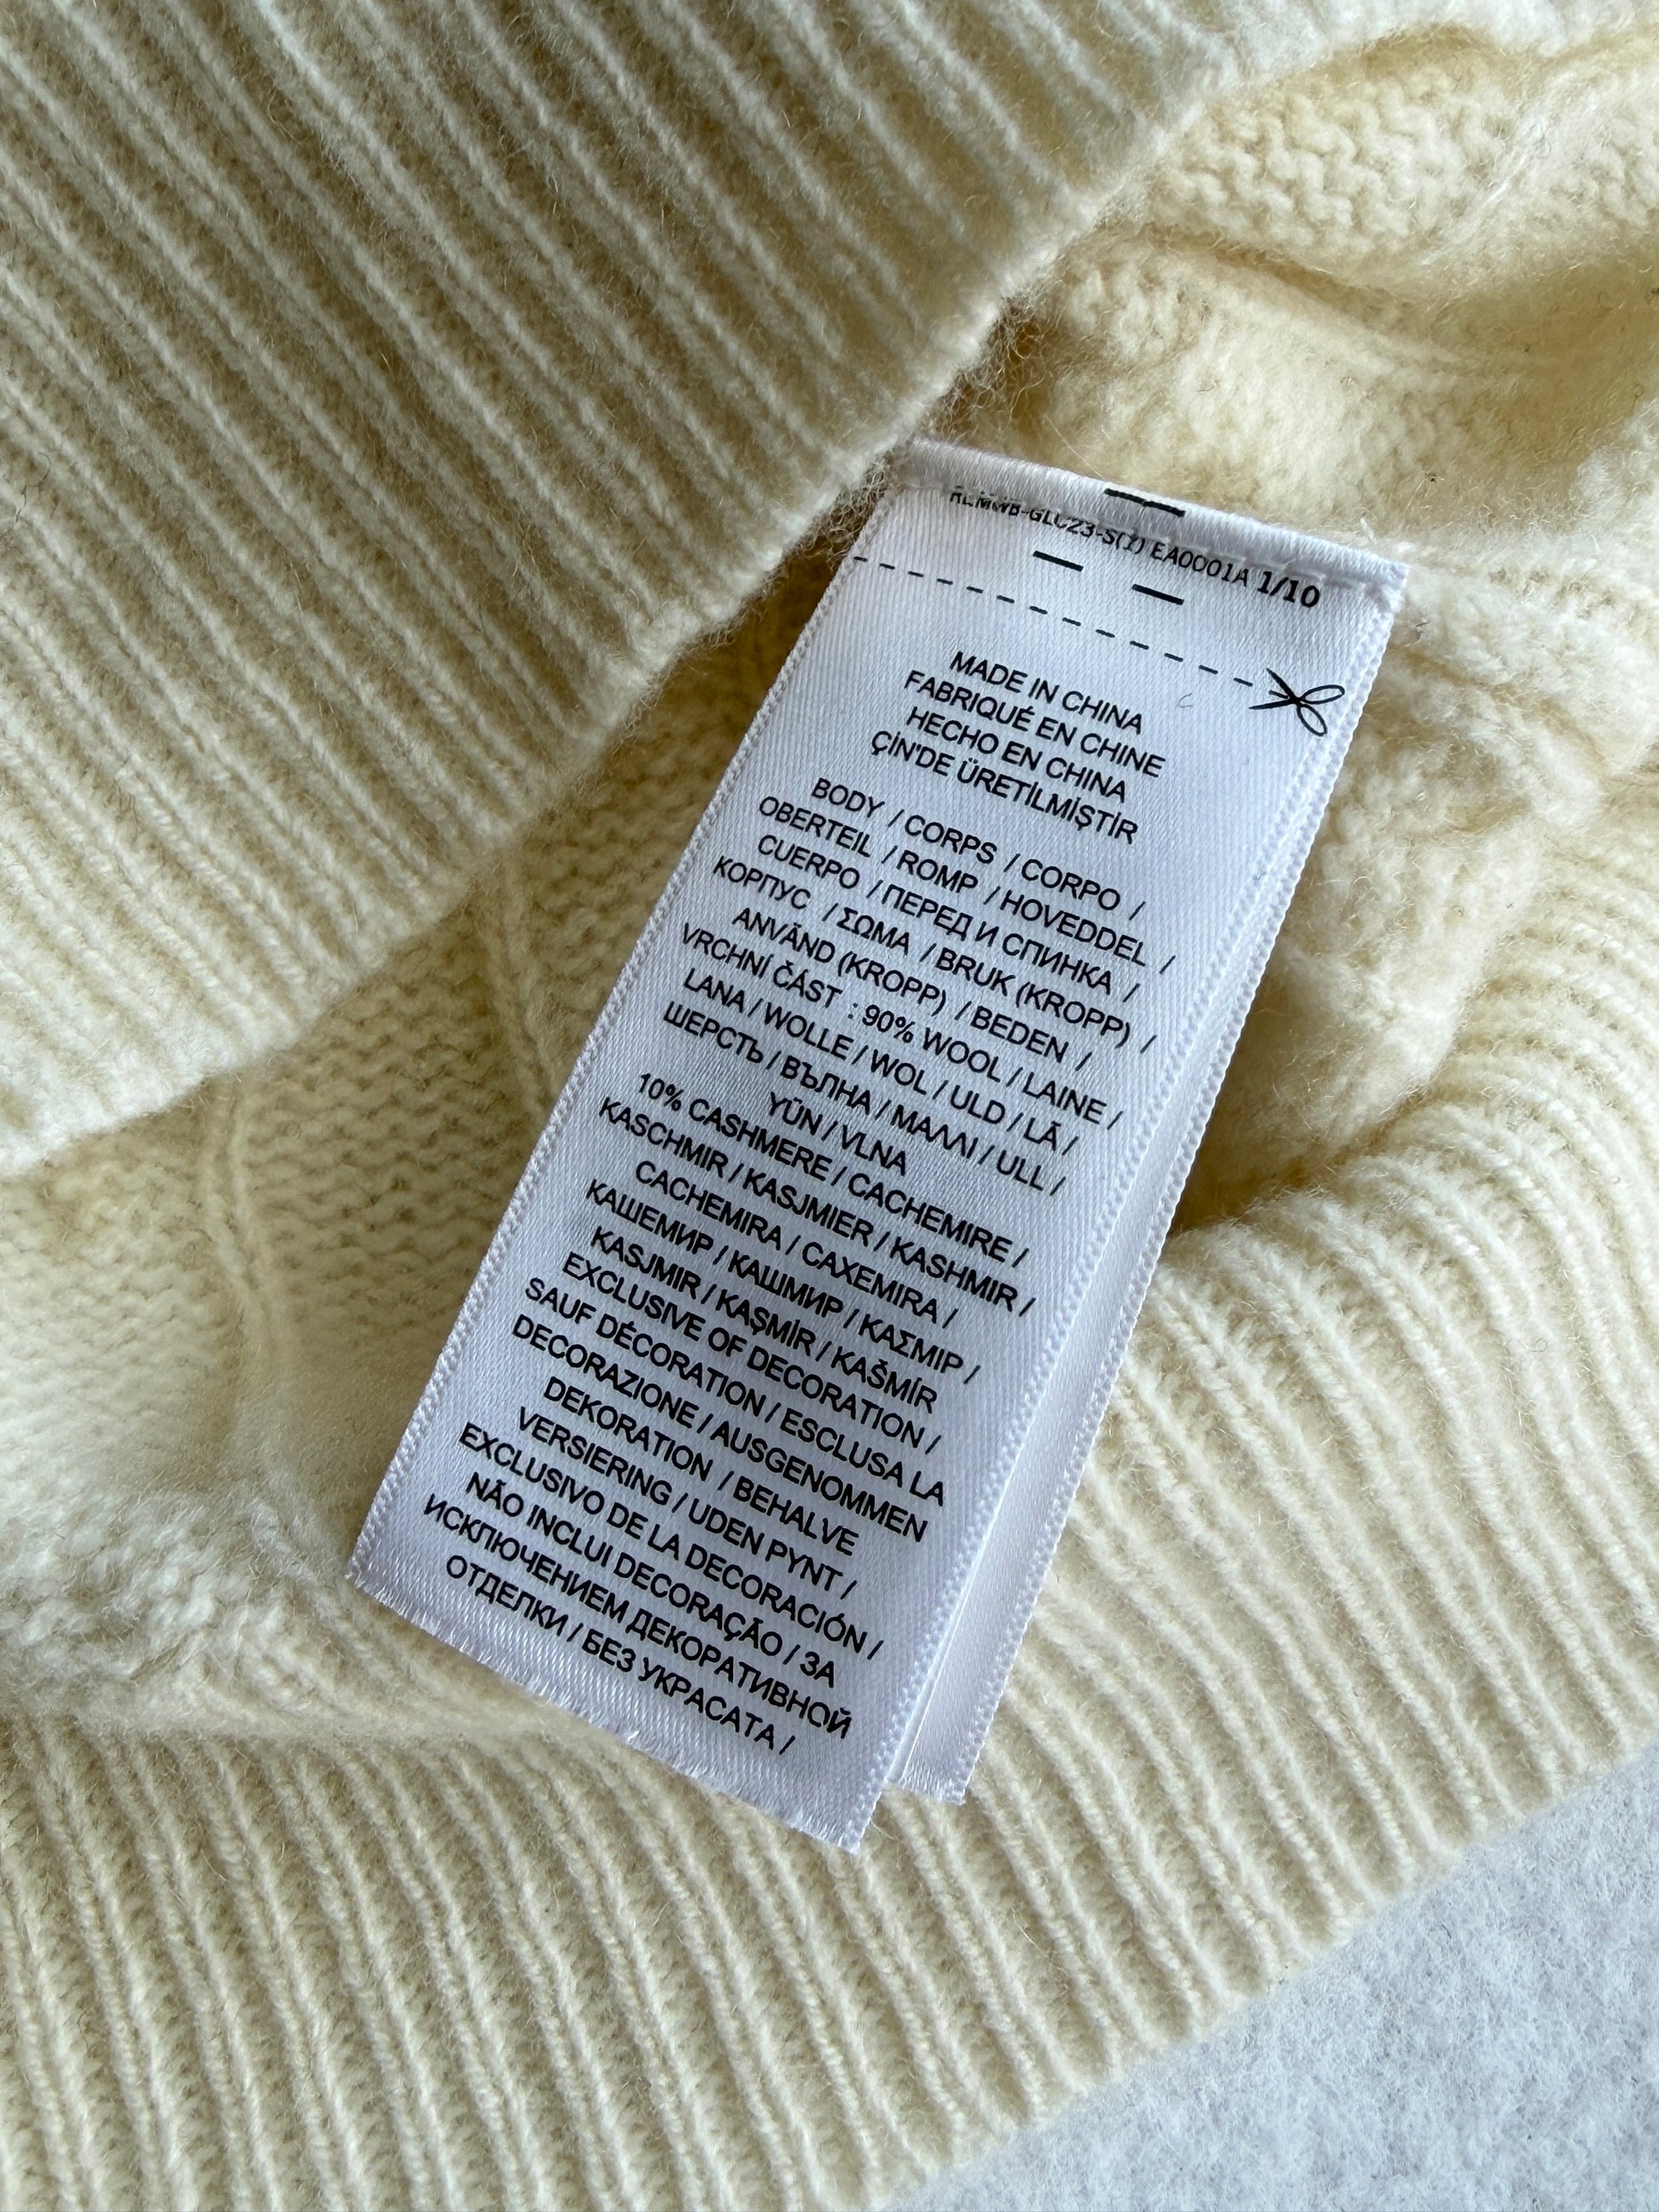 RLMWB-GLC23-S(1) EA0001A 1/10
MADE IN CHINA
FABRIQUÉ EN CHINE
HECHO EN CHINA
ÇİN'DE ÜRETİLMİŞTİR
BODY / CORPS / CORPO /
OBERTEIL / ROMP / HOVEDDEL /
CUERPO / ПЕРЕД И СПИНКА /
КОРПУС / ΣΩΜΑ / BRUK (KROPP) /
ANVÄND (KROPP) / BEDEN /
VRCHNÍ ČÁST : 90% WOOL / LAINE /
LANA / WOLLE / WOL / ULD / LÃ /
ШЕРСТЬ / ВЪЛНА / ΜΑΛΛΙ / ULL /
YÜN / VLNA
10% CASHMERE / CACHEMIRE /
KASCHMIR / KASJMIER / KASHMIR /
CACHEMIRA / CAXEMIRA /
КАШЕМИР / КАШМИР / ΚΑΣΜΙΡ /
KASJMIR / KAŞMİR / KAŠMÍR
EXCLUSIVE OF DECORATION /
SAUF DÉCORATION / ESCLUSA LA
DECORAZIONE / AUSGENOMMEN
DEKORATION / BEHALVE
VERSIERING / UDEN PYNT /
EXCLUSIVO DE LA DECORACIÓN /
NÃO INCLUI DECORAÇÃO / ЗА
ИСКЛЮЧЕНИЕМ ДЕКОРАТИВНОЙ
ОТДЕЛКИ / БЕЗ УКРАСАТА /